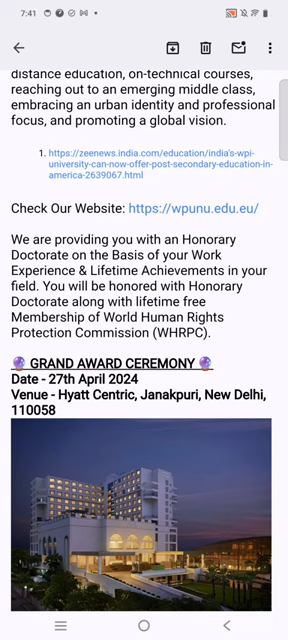 7:41
distance education, on-technical courses,
reaching out to an emerging middle class,
embracing an urban identity and professional
focus, and promoting a global vision.
1. https://zeenews.india.com/education/india's-wpi-
university-can-now-offer-post-secondary-education-in-
america-2639067.html
Check Our Website: https://wpunu.edu.eu/
We are providing you with an Honorary
Doctorate on the Basis of your Work
Experience & Lifetime Achievements in your
field. You will be honored with Honorary
Doctorate along with lifetime free
Membership of World Human Rights
Protection Commission (WHRPC).
🔮 GRAND AWARD CEREMONY 🔮
Date - 27th April 2024
Venue - Hyatt Centric, Janakpuri, New Delhi,
110058